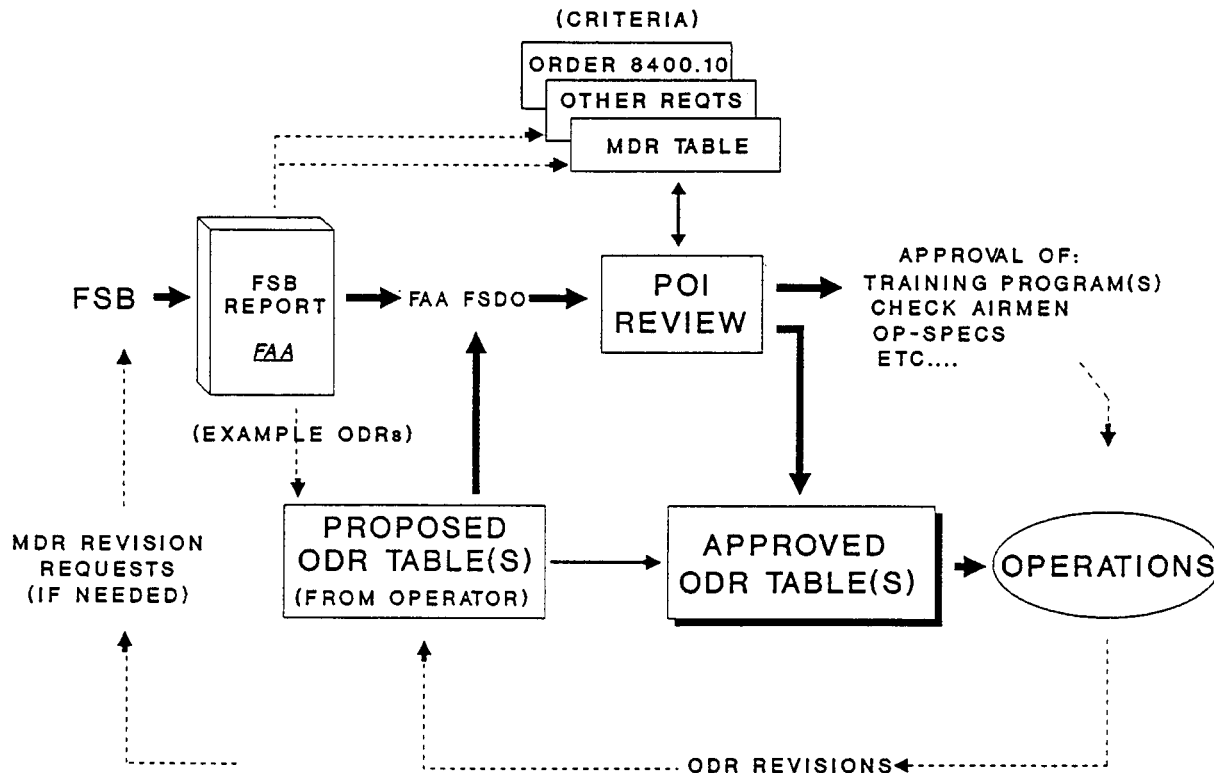 (CRITERIA)
ORDER 8400.10
OTHER REQTS
MDR TABLE
FSB
FSB
REPORT
FAA
FAA FSDO
POI
REVIEW
APPROVAL OF:
TRAINING PROGRAM(S)
CHECK AIRMEN
OP-SPECS
ETC....
(EXAMPLE ODRs)
MDR REVISION
REQUESTS
(IF NEEDED)
PROPOSED
ODR TABLE(S)
(FROM OPERATOR)
APPROVED
ODR TABLE(S)
OPERATIONS
ODR REVISIONS